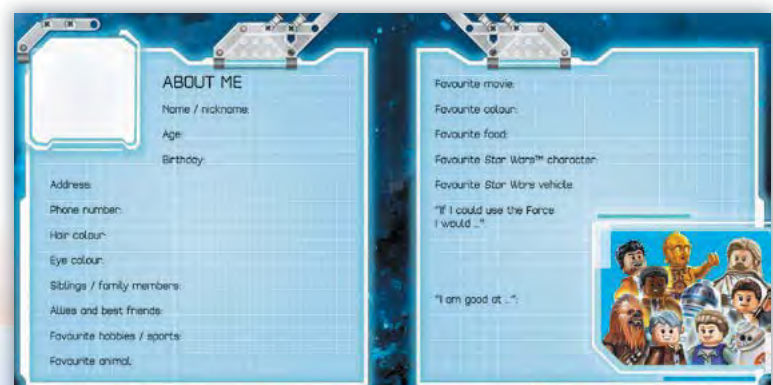 ABOUT ME
Name / nickname:
Age:
Birthday:
Address:
Phone number:
Hair colour:
Eye colour:
Siblings / family members:
Allies and best friends:
Favourite hobbies / sports:
Favourite animal:
Favourite movie:
Favourite colour:
Favourite food:
Favourite Star Wars™ character:
Favourite Star Wars vehicle:
"If I could use the Force
I would ...":
"I am good at ...":